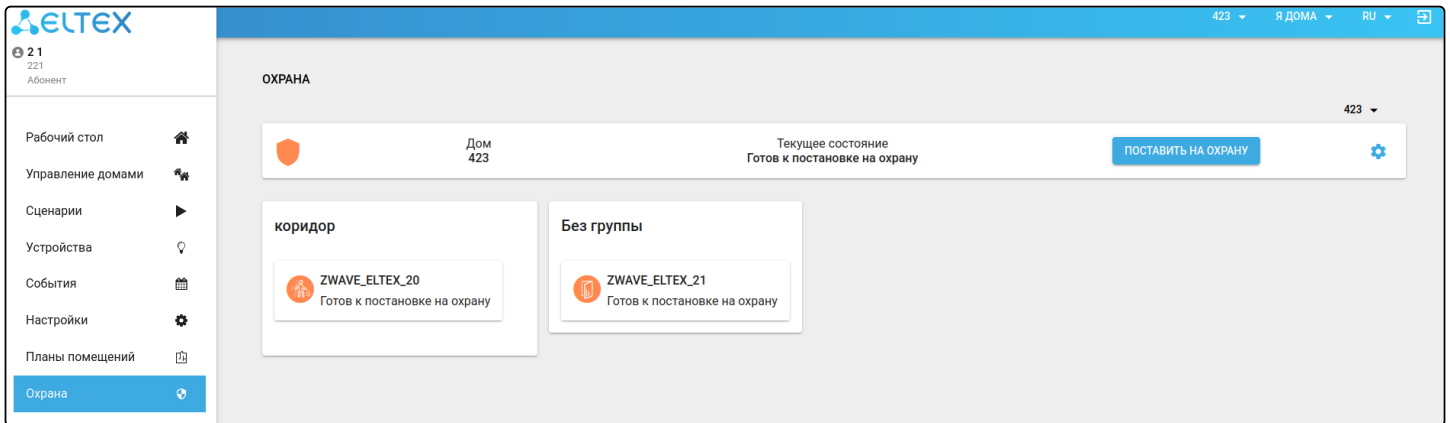 ELTEX
423 Я ДОМА RU
2 1
221
Абонент
Рабочий стол
Управление домами
Сценарии
Устройства
События
Настройки
Планы помещений
Охрана
ОХРАНА
423
Дом
423
Текущее состояние
Готов к постановке на охрану
ПОСТАВИТЬ НА ОХРАНУ
коридор
ZWAVE_ELTEX_20
Готов к постановке на охрану
Без группы
ZWAVE_ELTEX_21
Готов к постановке на охрану